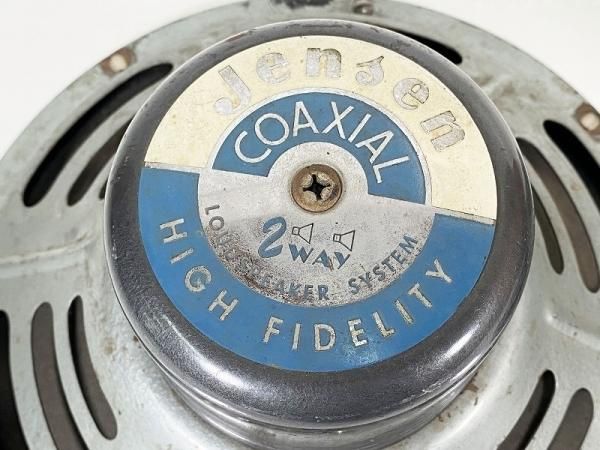 Jensen
COAXIAL
2 WAY
LOUDSPEAKER SYSTEM
HIGH FIDELITY